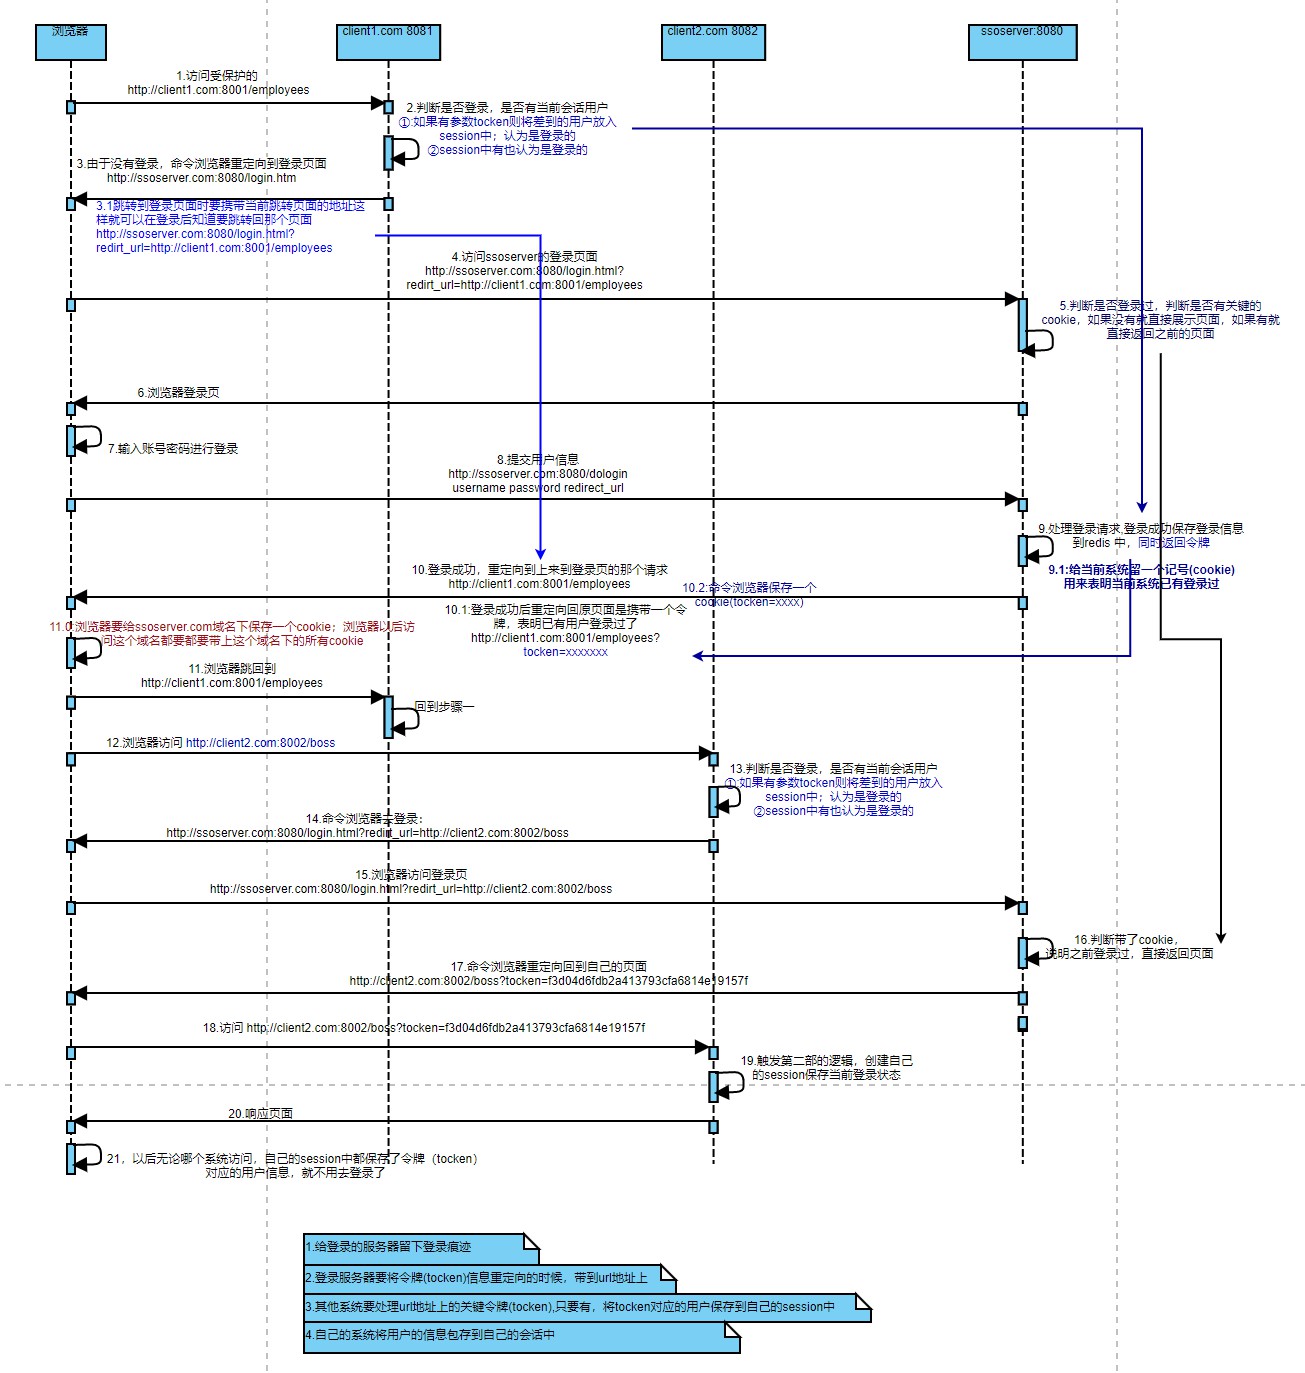 浏览器
client1.com 8081
client2.com 8082
ssoserver:8080
1.访问受保护的
http://client1.com:8001/employees
2.判断是否登录，是否有当前会话用户
①:如果有参数tocken则将差到的用户放入
session中；认为是登录的
②session中有也认为是登录的
3.由于没有登录，命令浏览器重定向到登录页面
http://ssoserver.com:8080/login.htm
3.1跳转到登录页面时要携带当前跳转页面的地址这
样就可以在登录后知道要跳转回那个页面
http://ssoserver.com:8080/login.html?
redirt_url=http://client1.com:8001/employees
4.访问ssoserver的登录页面
http://ssoserver.com:8080/login.html?
redirt_url=http://client1.com:8001/employees
5.判断是否登录过，判断是否有关键的
cookie，如果没有就直接展示页面，如果有就
直接返回之前的页面
6.浏览器登录页
7.输入账号密码进行登录
8.提交用户信息
http://ssoserver.com:8080/dologin
username password redirect_url
9.处理登录请求,登录成功保存登录信息
到redis 中，同时返回令牌
9.1:给当前系统留一个记号(cookie)
用来表明当前系统已有登录过
10.登录成功，重定向到上来到登录页的那个请求
http://client1.com:8001/employees
10.2:命令浏览器保存一个
cookie(tocken=xxxx)
10.1:登录成功后重定向回原页面是携带一个令
牌，表明已有用户登录过了
http://client1.com:8001/employees?
tocken=xxxxxxx
11.0:浏览器要给ssoserver.com域名下保存一个cookie；浏览器以后访
问这个域名都要都要带上这个域名下的所有cookie
11.浏览器跳回到
http://client1.com:8001/employees
回到步骤一
12.浏览器访问 http://client2.com:8002/boss
13.判断是否登录，是否有当前会话用户
①:如果有参数tocken则将差到的用户放入
session中；认为是登录的
②session中有也认为是登录的
14.命令浏览器去登录：
http://ssoserver.com:8080/login.html?redirt_url=http://client2.com:8002/boss
15.浏览器访问登录页
http://ssoserver.com:8080/login.html?redirt_url=http://client2.com:8002/boss
16.判断带了cookie，
说明之前登录过，直接返回页面
17.命令浏览器重定向回到自己的页面
http://client2.com:8002/boss?tocken=f3d04d6fdb2a413793cfa6814e19157f
18.访问 http://client2.com:8002/boss?tocken=f3d04d6fdb2a413793cfa6814e19157f
19.触发第二部的逻辑，创建自己
的session保存当前登录状态
20.响应页面
21，以后无论哪个系统访问，自己的session中都保存了令牌（tocken）
对应的用户信息，就不用去登录了
1.给登录的服务器留下登录痕迹
2.登录服务器要将令牌(tocken)信息重定向的时候，带到url地址上
3.其他系统要处理url地址上的关键令牌(tocken),只要有，将tocken对应的用户保存到自己的session中
4.自己的系统将用户的信息包存到自己的会话中